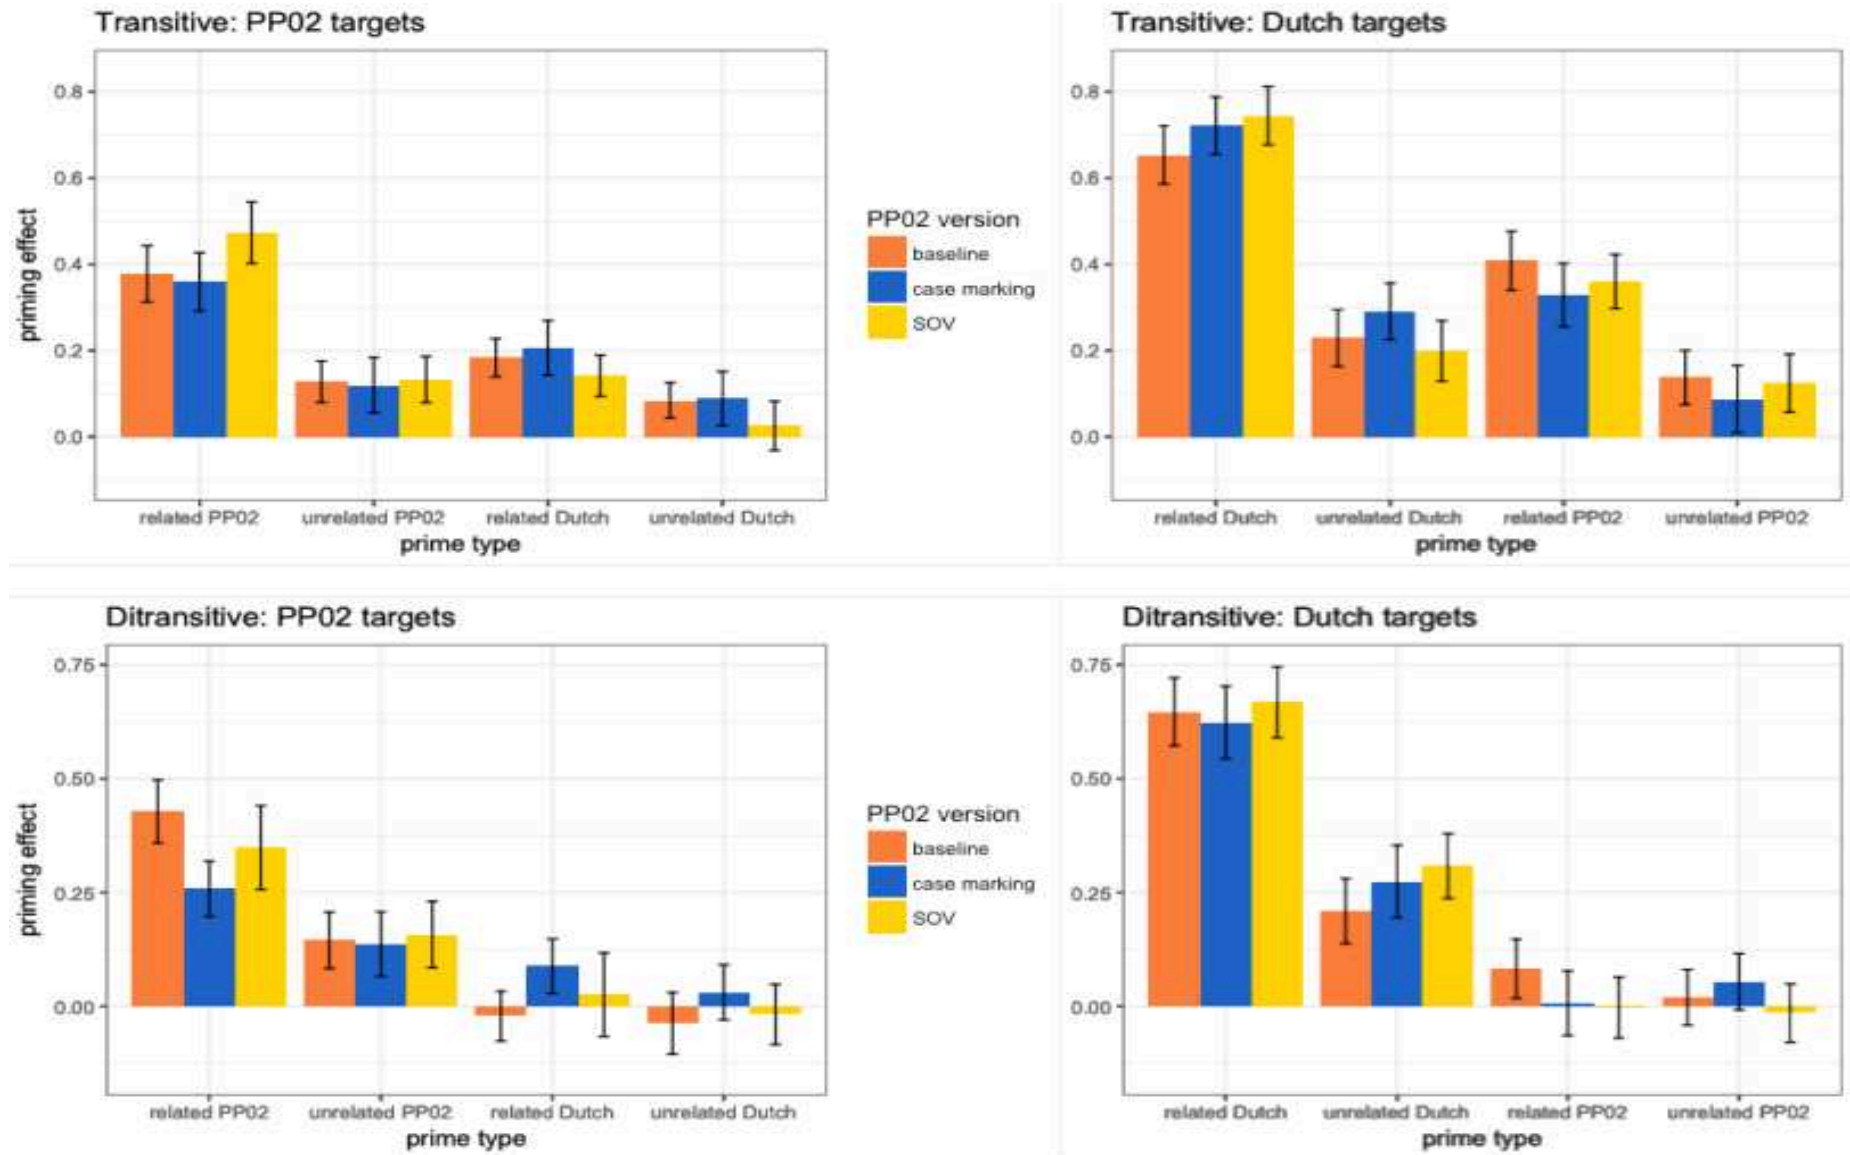 Transitive: PP02 targets
priming effect
0.8
0.6
0.4
0.2
0.0
related PP02 unrelated PP02 related Dutch unrelated Dutch
prime type
PP02 version
baseline
case marking
SOV
Transitive: Dutch targets
0.8
0.6
0.4
0.2
0.0
related Dutch unrelated Dutch related PP02 unrelated PP02
prime type
Ditransitive: PP02 targets
priming effect
0.75
0.50
0.25
0.00
related PP02 unrelated PP02 related Dutch unrelated Dutch
prime type
PP02 version
baseline
case marking
SOV
Ditransitive: Dutch targets
0.75
0.50
0.25
0.00
related Dutch unrelated Dutch related PP02 unrelated PP02
prime type